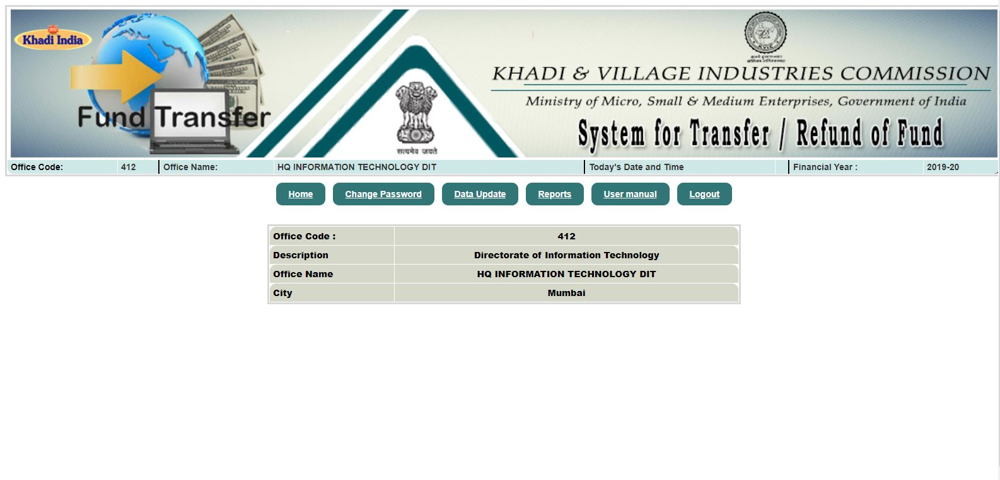 Khadi India
Fund Transfer
सत्यमेव जयते
KVIC
KHADI & VILLAGE INDUSTRIES COMMISSION
Ministry of Micro, Small & Medium Enterprises, Government of India
System for Transfer / Refund of Fund
Office Code: 412 Office Name: HQ INFORMATION TECHNOLOGY DIT Today's Date and Time Financial Year : 2019-20
Home Change Password Data Update Reports User manual Logout
Office Code : 412
Description Directorate of Information Technology
Office Name HQ INFORMATION TECHNOLOGY DIT
City Mumbai